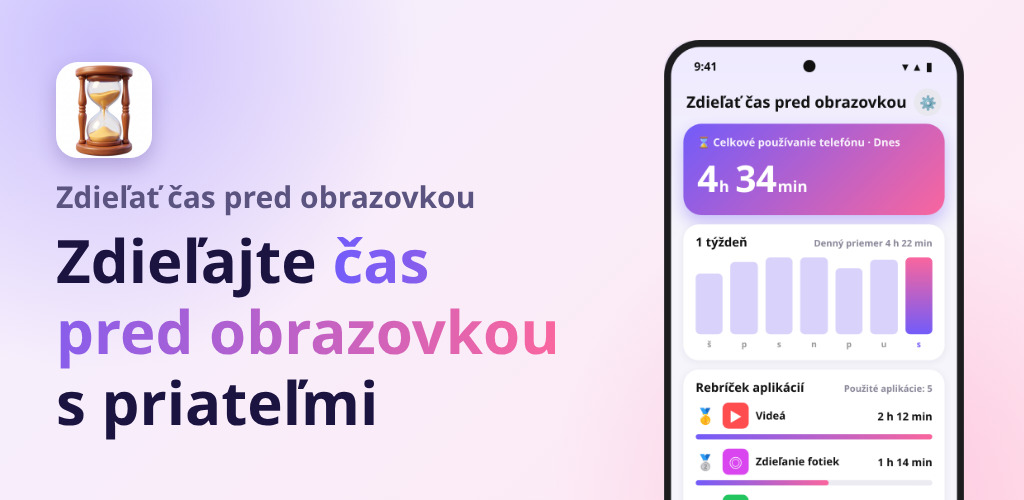 Zdieľať čas pred obrazovkou
Zdieľajte čas
pred obrazovkou
s priateľmi
9:41
Zdieľať čas pred obrazovkou
Celkové používanie telefónu · Dnes
4h 34min
1 týždeň
Denný priemer 4 h 22 min
š p s n p u s
Rebríček aplikácií
Použité aplikácie: 5
Videá
2 h 12 min
Zdieľanie fotiek
1 h 14 min